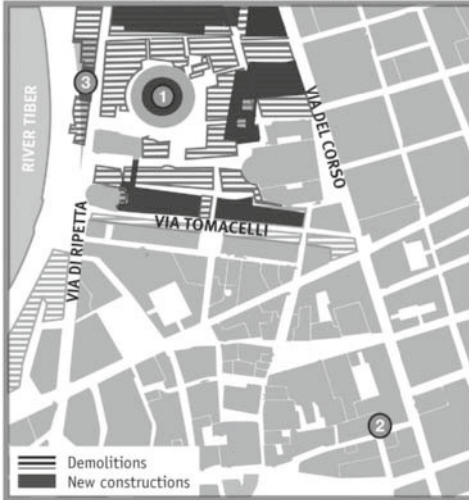 3
1
RIVER TIBER
VIA DEL CORSO
VIA DI RIPETTA
VIA TOMACELLI
2
Demolitions
New constructions